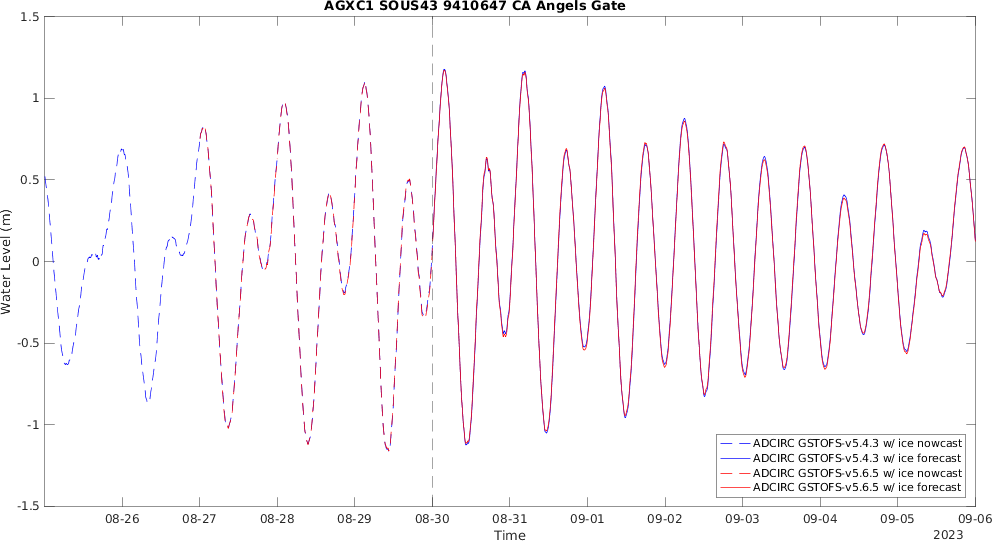 AGXC1 SOUS43 9410647 CA Angels Gate
Water Level (m)
1.5
1
0.5
0
-0.5
-1
-1.5
08-26
08-27
08-28
08-29
08-30
08-31
09-01
09-02
09-03
09-04
09-05
09-06
Time
2023
ADCIRC GSTOFS-v5.4.3 w/ ice nowcast
ADCIRC GSTOFS-v5.4.3 w/ ice forecast
ADCIRC GSTOFS-v5.6.5 w/ ice nowcast
ADCIRC GSTOFS-v5.6.5 w/ ice forecast